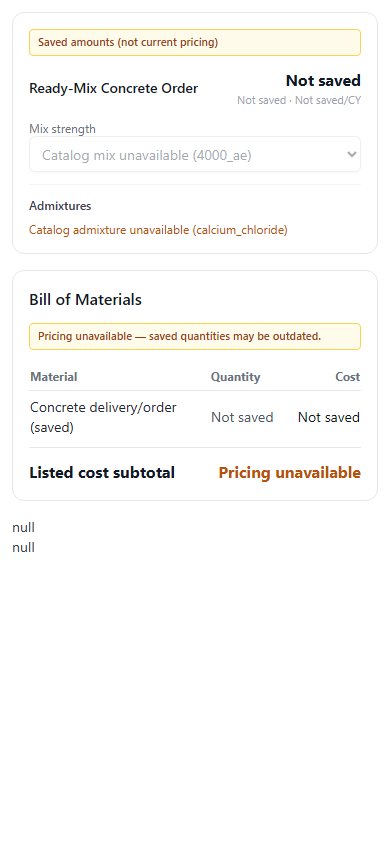 Saved amounts (not current pricing)
Ready-Mix Concrete Order
Not saved
Not saved · Not saved/CY
Mix strength
Catalog mix unavailable (4000_ae)
Admixtures
Catalog admixture unavailable (calcium_chloride)
Bill of Materials
Pricing unavailable — saved quantities may be outdated.
Material Quantity Cost
Concrete delivery/order
(saved)
Not saved Not saved
Listed cost subtotal Pricing unavailable
null
null